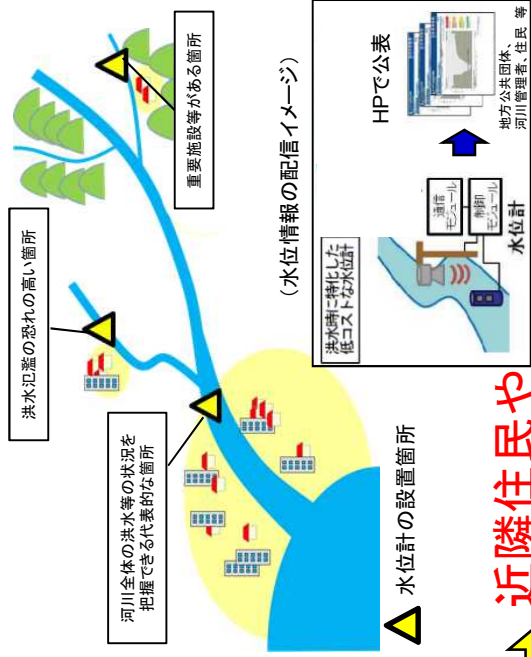 洪水氾濫の恐れの高い箇所
重要施設等がある箇所
河川全体の洪水等の状況を
把握できる代表的な箇所
水位計の設置箇所
(水位情報の配信イメージ)
洪水時に特化した
低コストな水位計
通信
モジュール
制御
モジュール
水位計
HPで公表
地方公共団体、
河川管理者、住民 等
近隣住民や